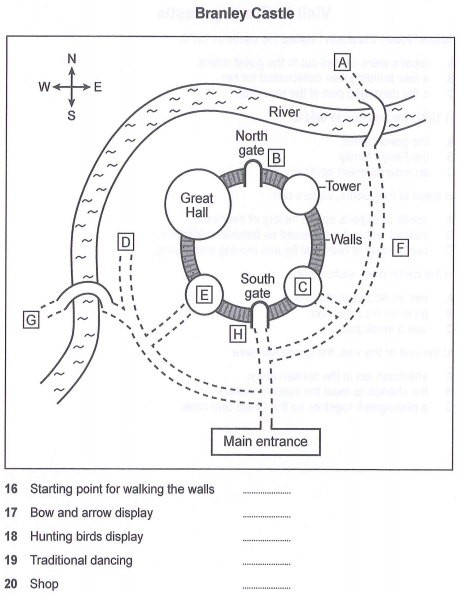 Branley Castle
N
W E
S
A
River
North
gate
B
Great
Hall
Tower
D
Walls
F
E
South
gate
C
G
H
Main entrance
16 Starting point for walking the walls ........................
17 Bow and arrow display ........................
18 Hunting birds display ........................
19 Traditional dancing ........................
20 Shop ........................